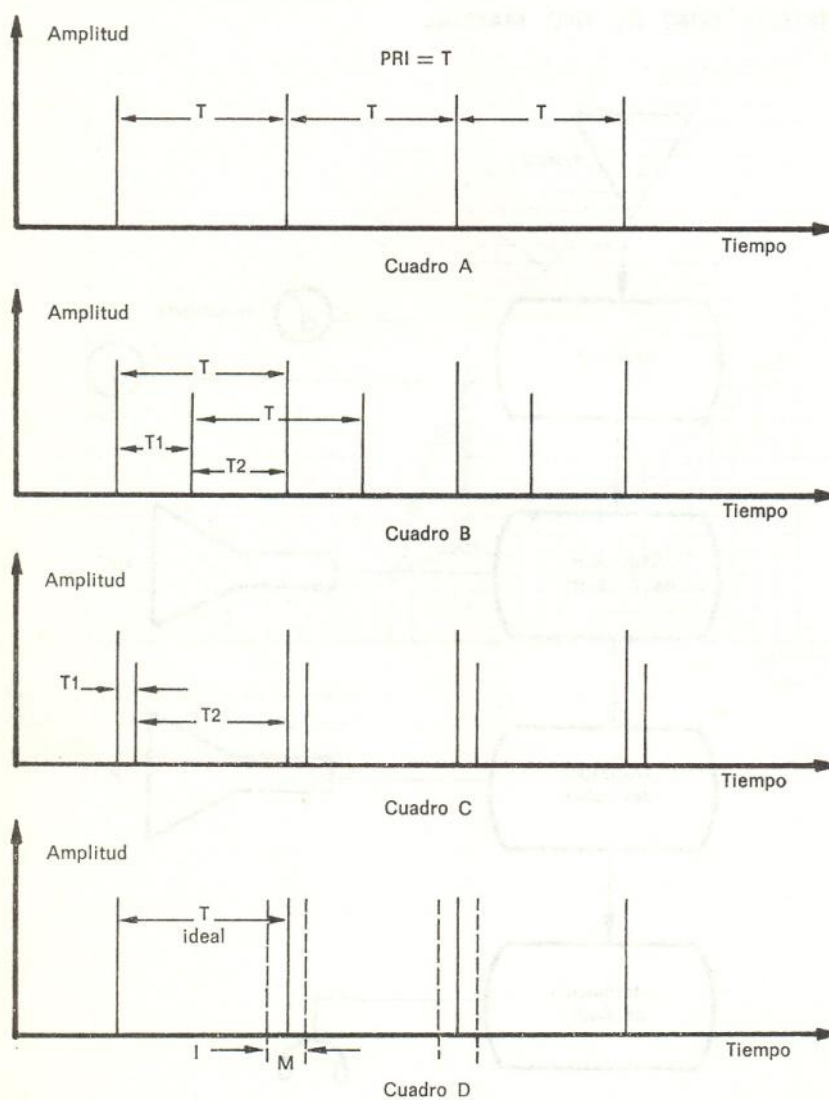 Amplitud
PRI = T
T T T
Tiempo
Cuadro A
Amplitud
T
T
T1
T2
Tiempo
Cuadro B
Amplitud
T1
T2
Tiempo
Cuadro C
Amplitud
T
ideal
I M
Tiempo
Cuadro D